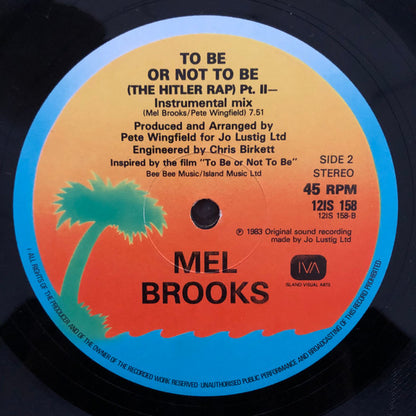 TO BE
OR NOT TO BE
(THE HITLER RAP) Pt. II—
Instrumental mix
(Mel Brooks/Pete Wingfield) 7.51
Produced and Arranged by
Pete Wingfield for Jo Lustig Ltd
Engineered by Chris Birkett
Inspired by the film "To Be or Not To Be"
Bee Bee Music/Island Music Ltd
SIDE 2
STEREO
45 RPM
12IS 158
12IS 158-B
℗ 1983 Original sound recording
made by Jo Lustig Ltd
MEL
BROOKS
IVA
ISLAND VISUAL ARTS
ALL RIGHTS OF THE PRODUCER AND OF THE OWNER OF THE RECORDED WORK RESERVED · UNAUTHORISED PUBLIC PERFORMANCE AND BROADCASTING OF THIS RECORD PROHIBITED